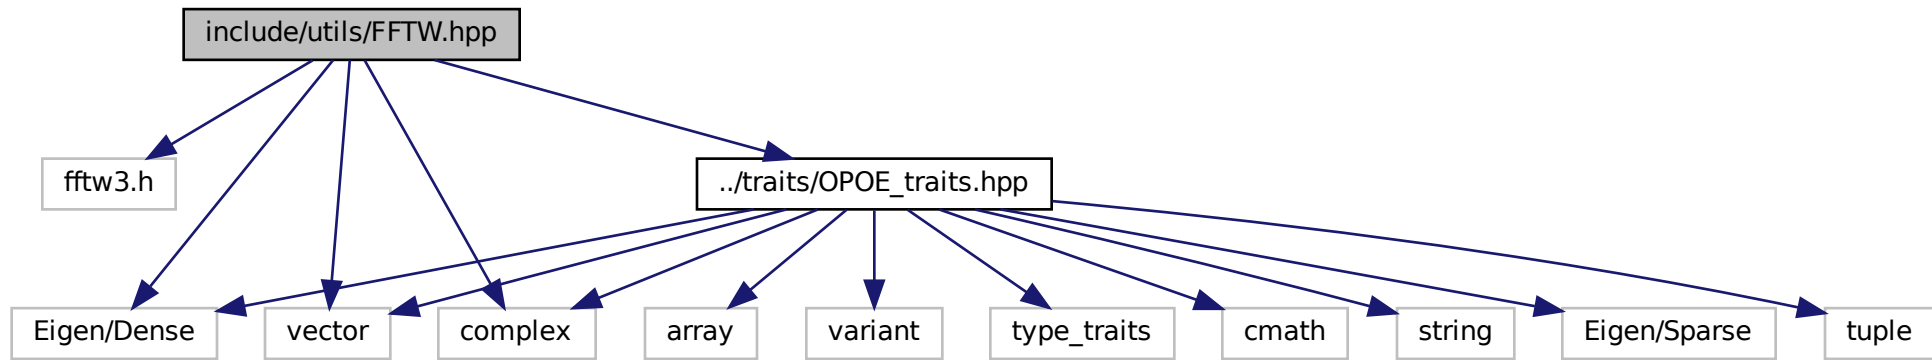 include/utils/FFTW.hpp
fftw3.h
../traits/OPOE_traits.hpp
Eigen/Dense
vector
complex
array
variant
type_traits
cmath
string
Eigen/Sparse
tuple